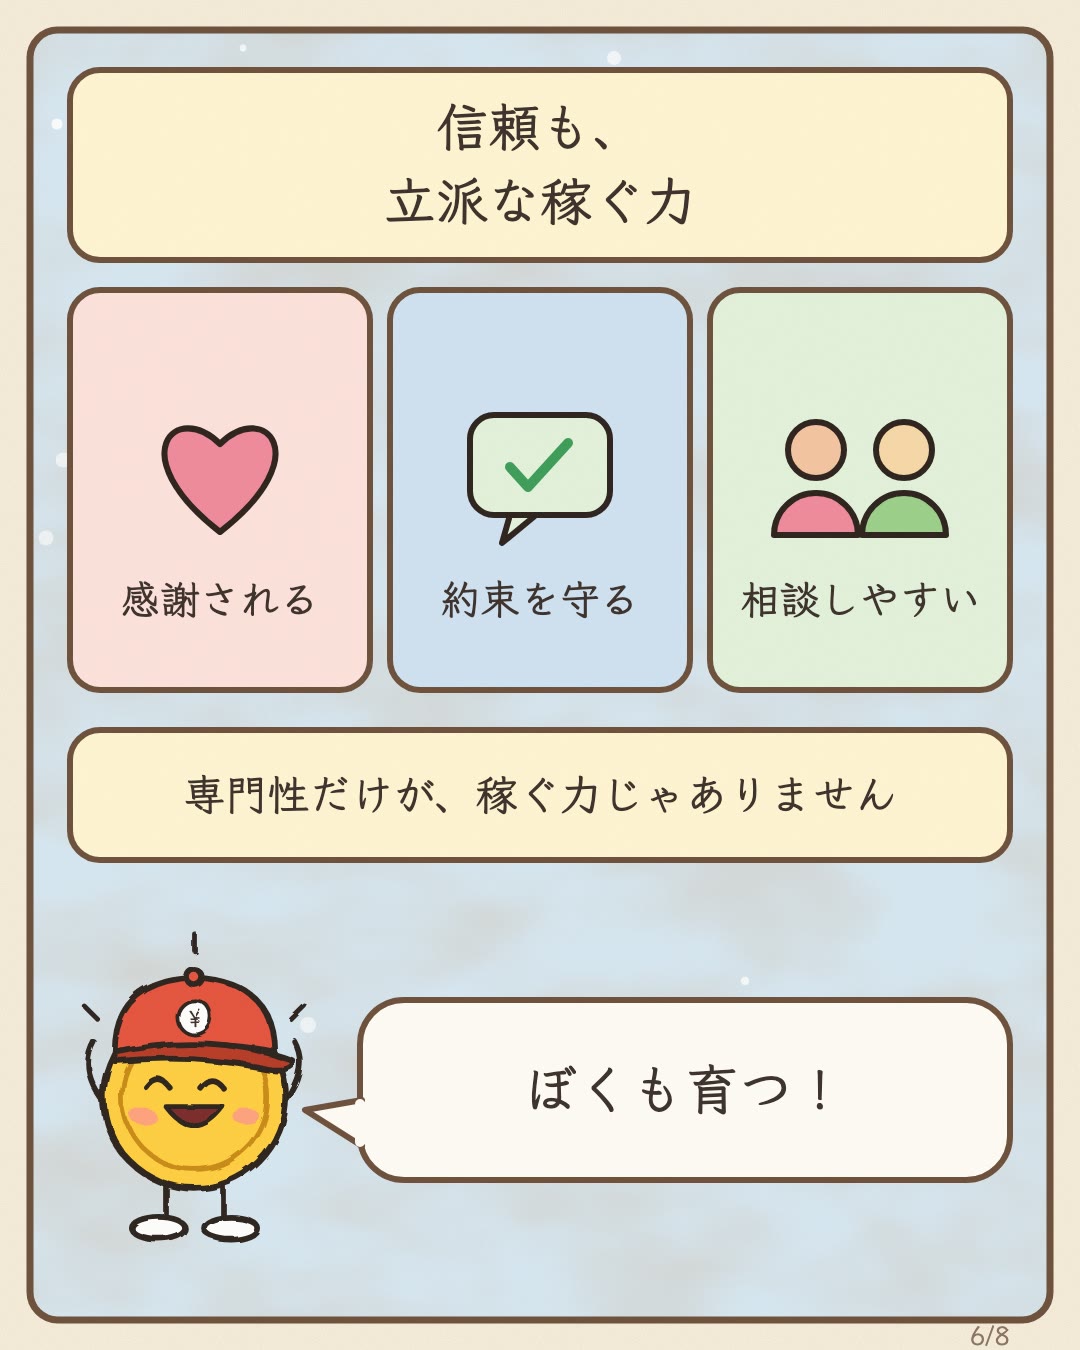 信頼も、
立派な稼ぐ力
感謝される
約束を守る
相談しやすい
専門性だけが、稼ぐ力じゃありません
¥
ぼくも育つ！
6/8